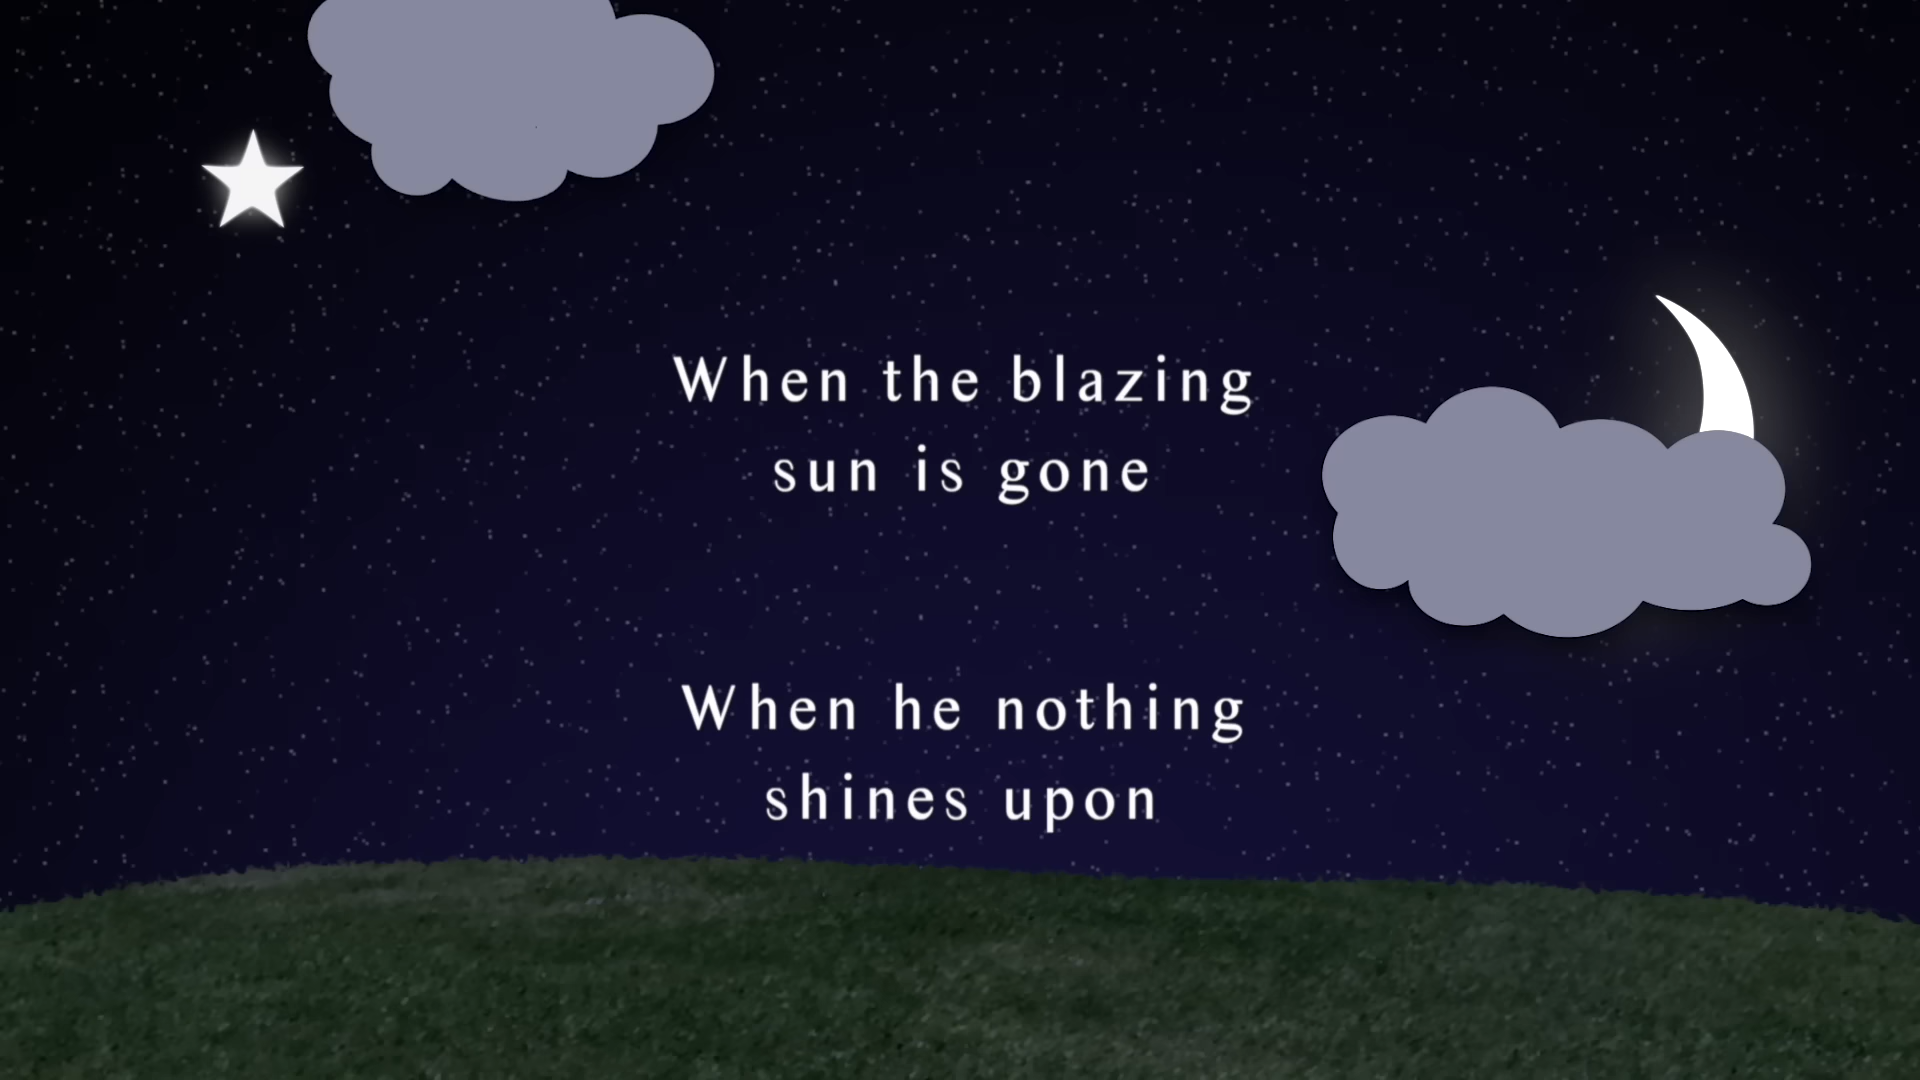 When the blazing
sun is gone
When he nothing
shines upon